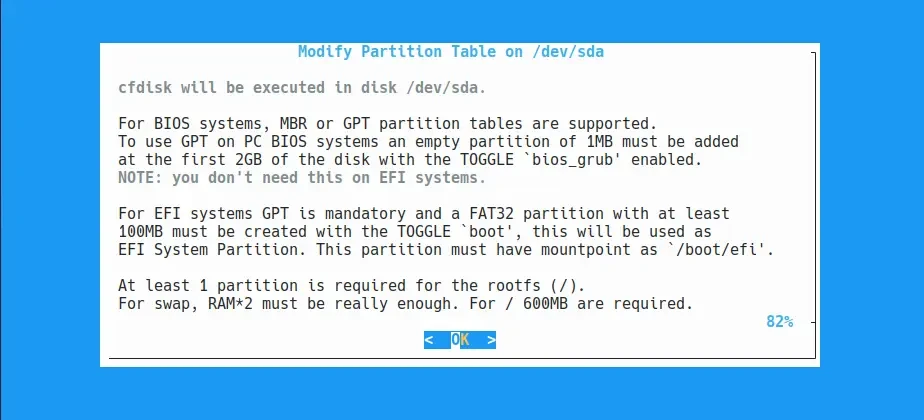 Modify Partition Table on /dev/sda
cfdisk will be executed in disk /dev/sda.
For BIOS systems, MBR or GPT partition tables are supported.
To use GPT on PC BIOS systems an empty partition of 1MB must be added
at the first 2GB of the disk with the TOGGLE `bios_grub' enabled.
NOTE: you don't need this on EFI systems.
For EFI systems GPT is mandatory and a FAT32 partition with at least
100MB must be created with the TOGGLE `boot', this will be used as
EFI System Partition. This partition must have mountpoint as `/boot/efi'.
At least 1 partition is required for the rootfs (/).
For swap, RAM*2 must be really enough. For / 600MB are required.
82%
<  OK  >